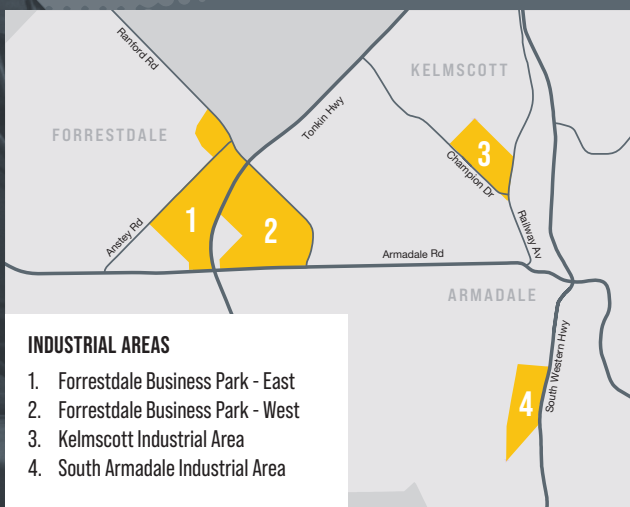 Ranford Rd
KELMSCOTT
Tonkin Hwy
FORRESTDALE
3
Champion Dr
1
2
Anstey Rd
Railway Av
Armadale Rd
ARMADALE
South Western Hwy
4
INDUSTRIAL AREAS
1. Forrestdale Business Park - East
2. Forrestdale Business Park - West
3. Kelmscott Industrial Area
4. South Armadale Industrial Area